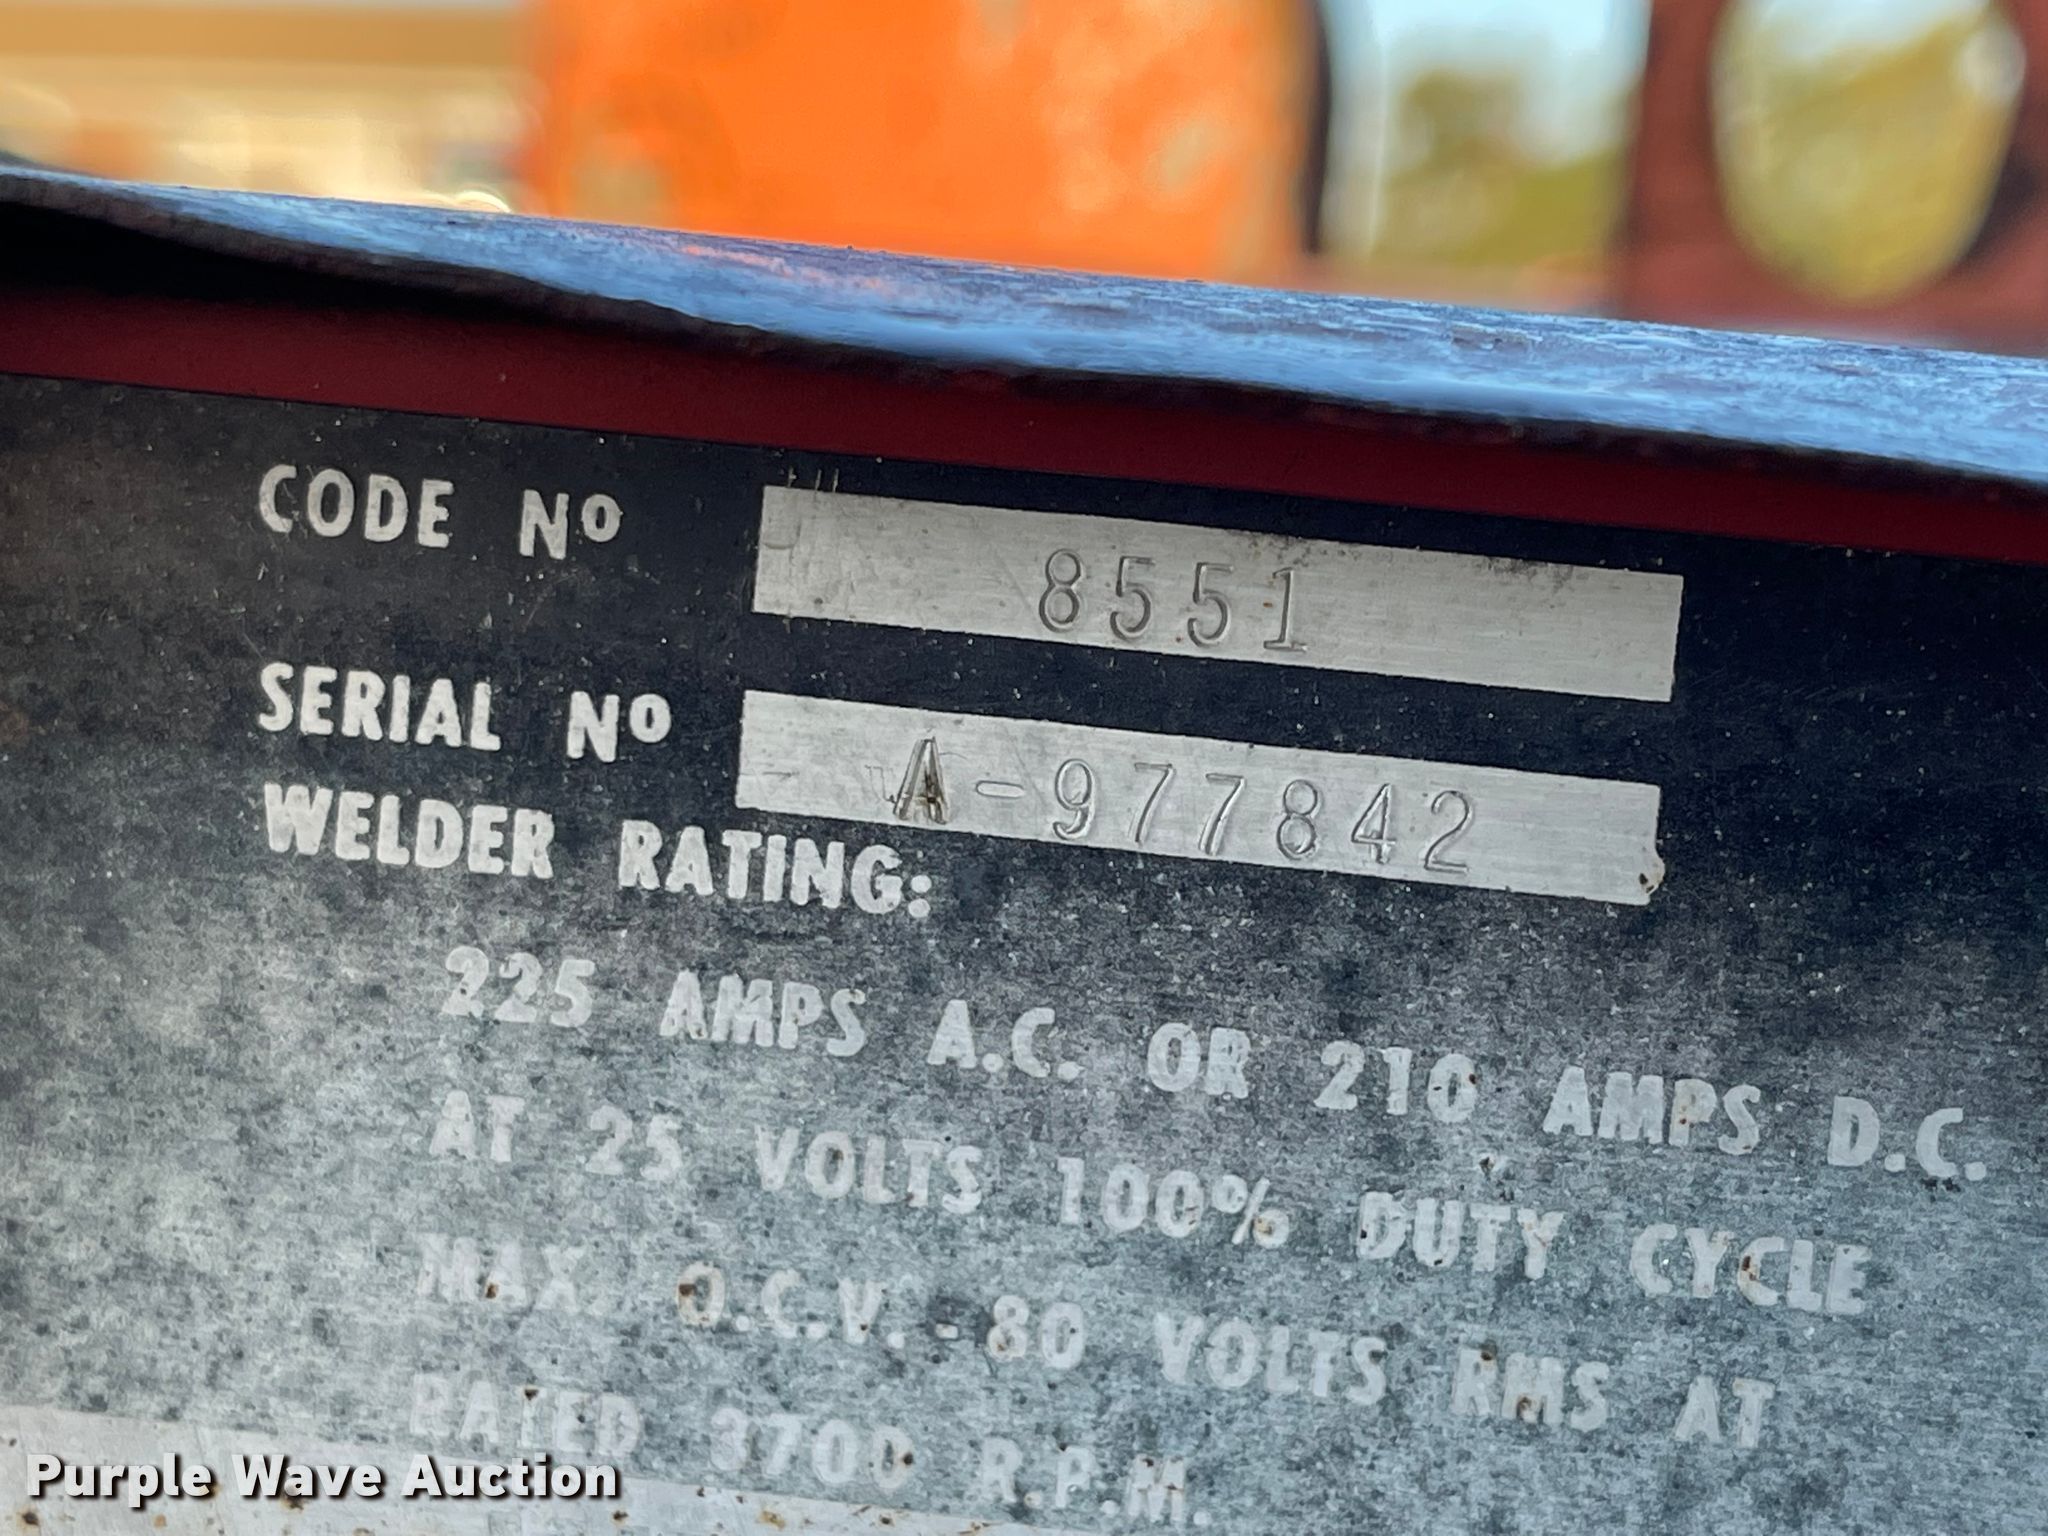 CODE Nº 8551
SERIAL Nº A-977842
WELDER RATING:
225 AMPS A.C. OR 210 AMPS D.C.
AT 25 VOLTS 100% DUTY CYCLE
MAX. O.C.V. - 80 VOLTS RMS AT
RATED 3700 R.P.M.
Purple Wave Auction